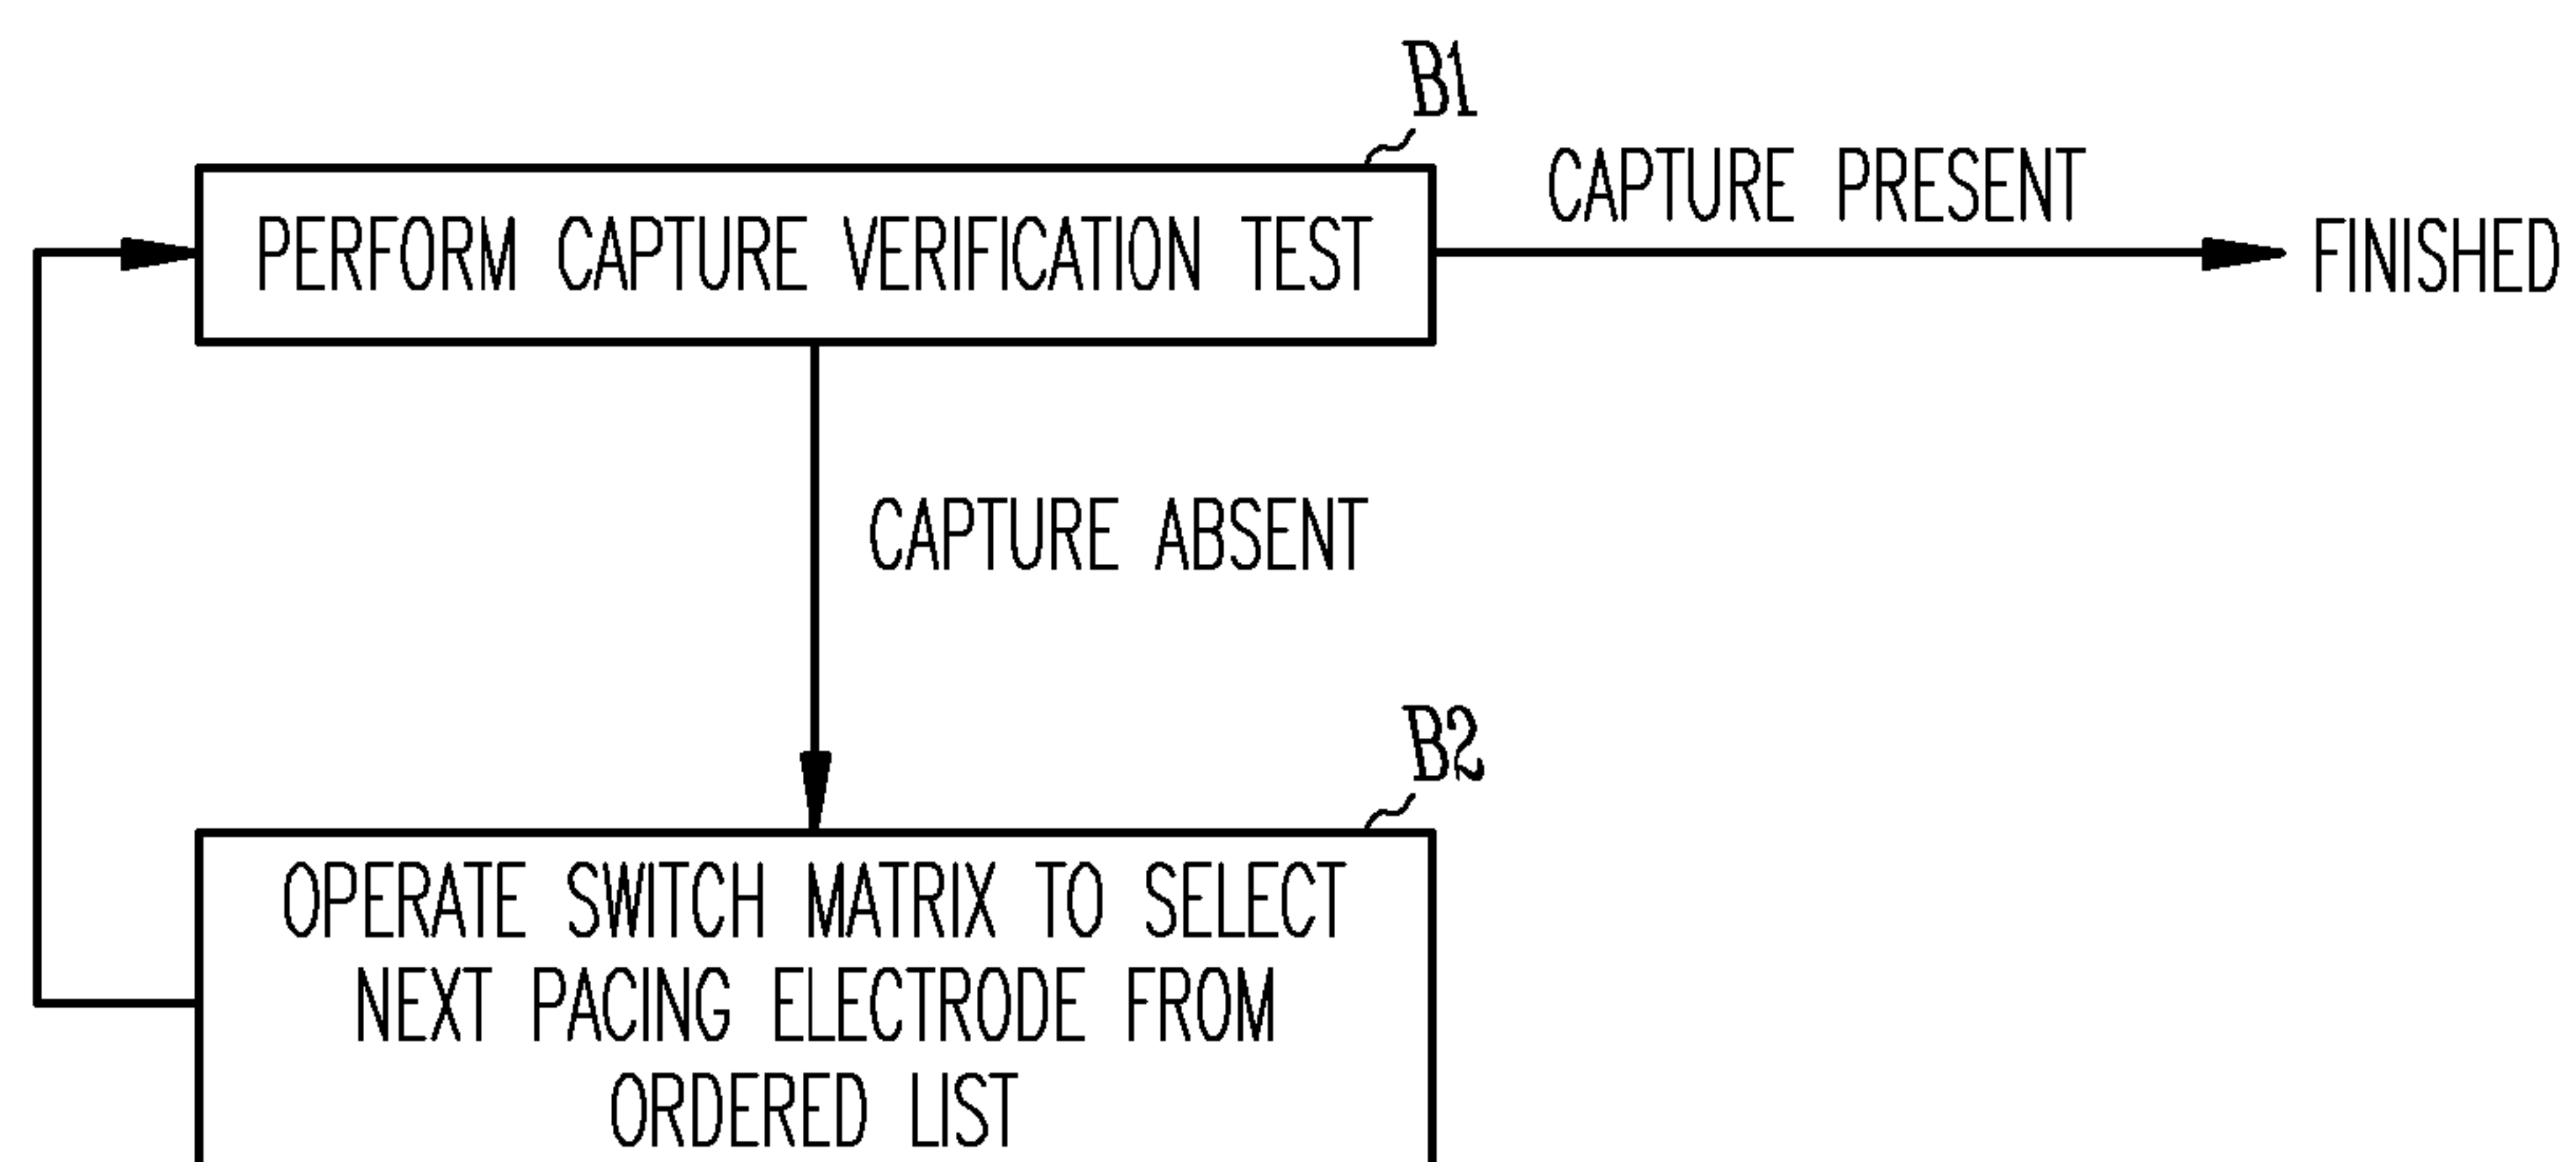 B1
PERFORM CAPTURE VERIFICATION TEST
CAPTURE PRESENT
FINISHED
CAPTURE ABSENT
B2
OPERATE SWITCH MATRIX TO SELECT
NEXT PACING ELECTRODE FROM
ORDERED LIST